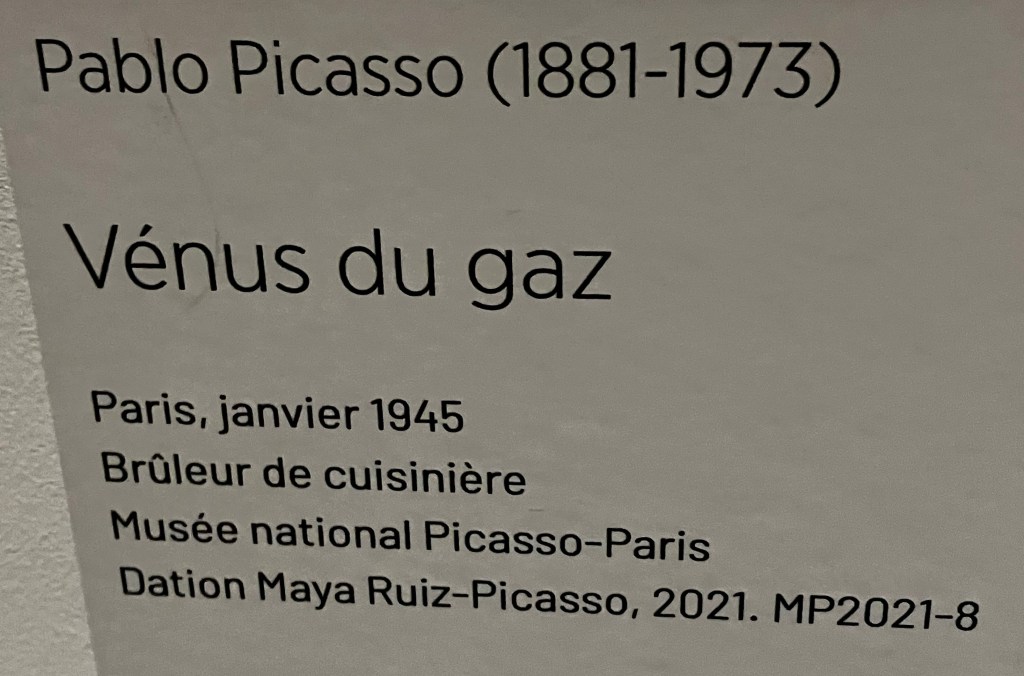 Pablo Picasso (1881-1973)
Vénus du gaz
Paris, janvier 1945
Brûleur de cuisinière
Musée national Picasso-Paris
Dation Maya Ruiz-Picasso, 2021. MP2021-8